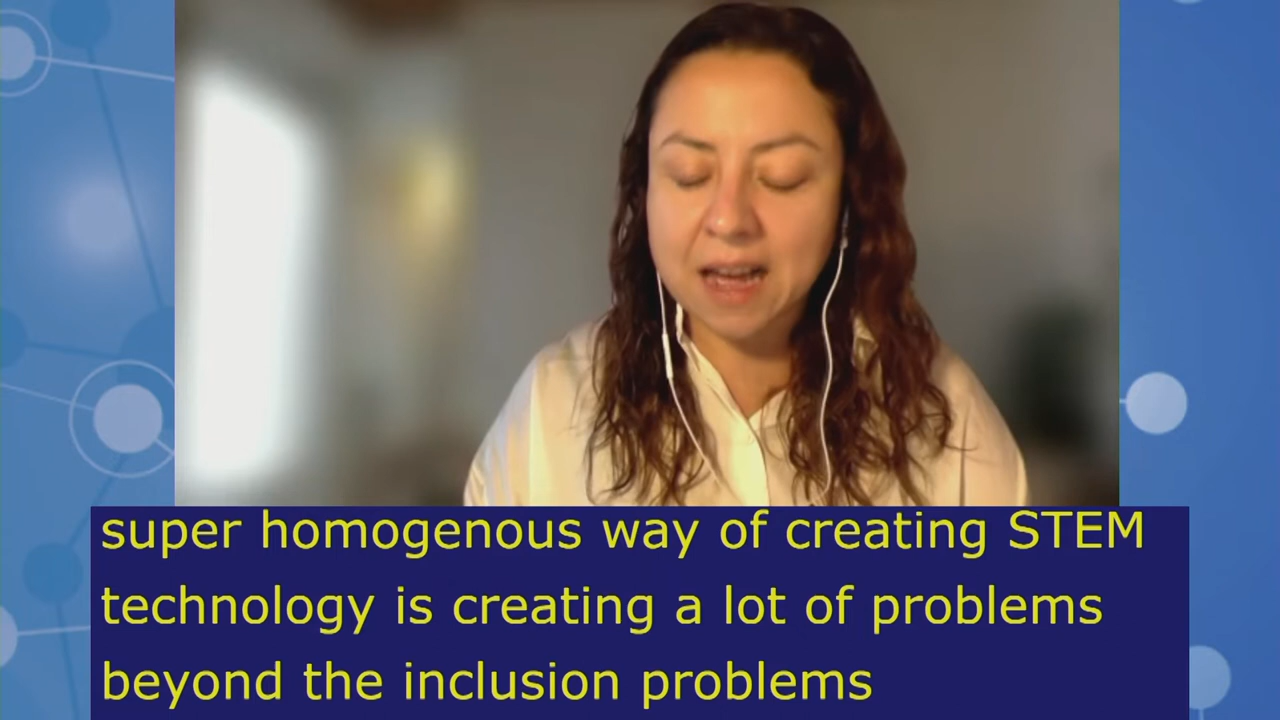 super homogenous way of creating STEM
technology is creating a lot of problems
beyond the inclusion problems